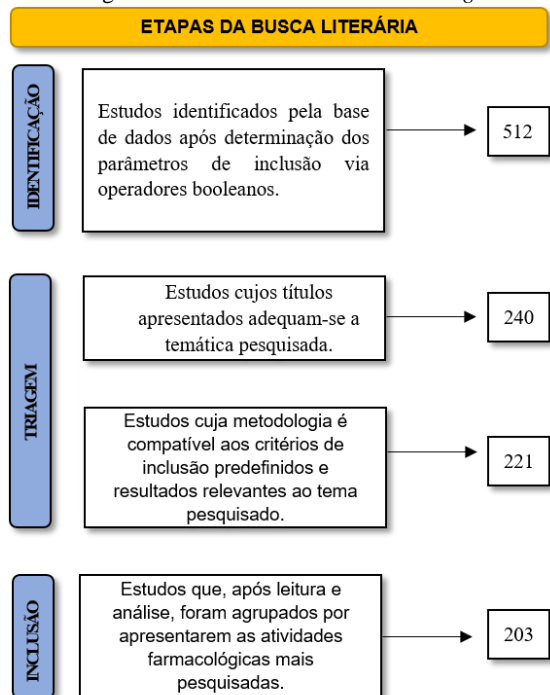 ETAPAS DA BUSCA LITERÁRIA
IDENTIFICAÇÃO
Estudos identificados pela base
de dados após determinação dos
parâmetros de inclusão via
operadores booleanos.
512
TRIAGEM
Estudos cujos títulos
apresentados adequam-se a
temática pesquisada.
240
Estudos cuja metodologia é
compatível aos critérios de
inclusão predefinidos e
resultados relevantes ao tema
pesquisado.
221
INCLUSÃO
Estudos que, após leitura e
análise, foram agrupados por
apresentarem as atividades
farmacológicas mais
pesquisadas.
203